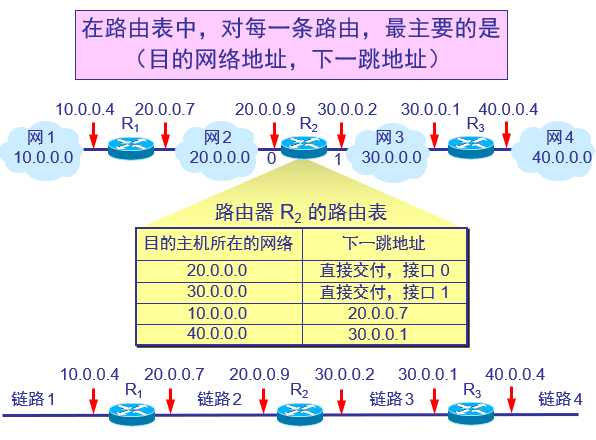 在路由表中，对每一条路由，最主要的是
（目的网络地址，下一跳地址）
10.0.0.4 20.0.0.7 20.0.0.9 30.0.0.2 30.0.0.1 40.0.0.4
R1 R2 R3
网1 网2 网3 网4
10.0.0.0 20.0.0.0 0 1 30.0.0.0 40.0.0.0
路由器 R2 的路由表
目的主机所在的网络 下一跳地址
20.0.0.0 直接交付，接口 0
30.0.0.0 直接交付，接口 1
10.0.0.0 20.0.0.7
40.0.0.0 30.0.0.1
10.0.0.4 20.0.0.7 20.0.0.9 30.0.0.2 30.0.0.1 40.0.0.4
链路1 R1 链路2 R2 链路3 R3 链路4